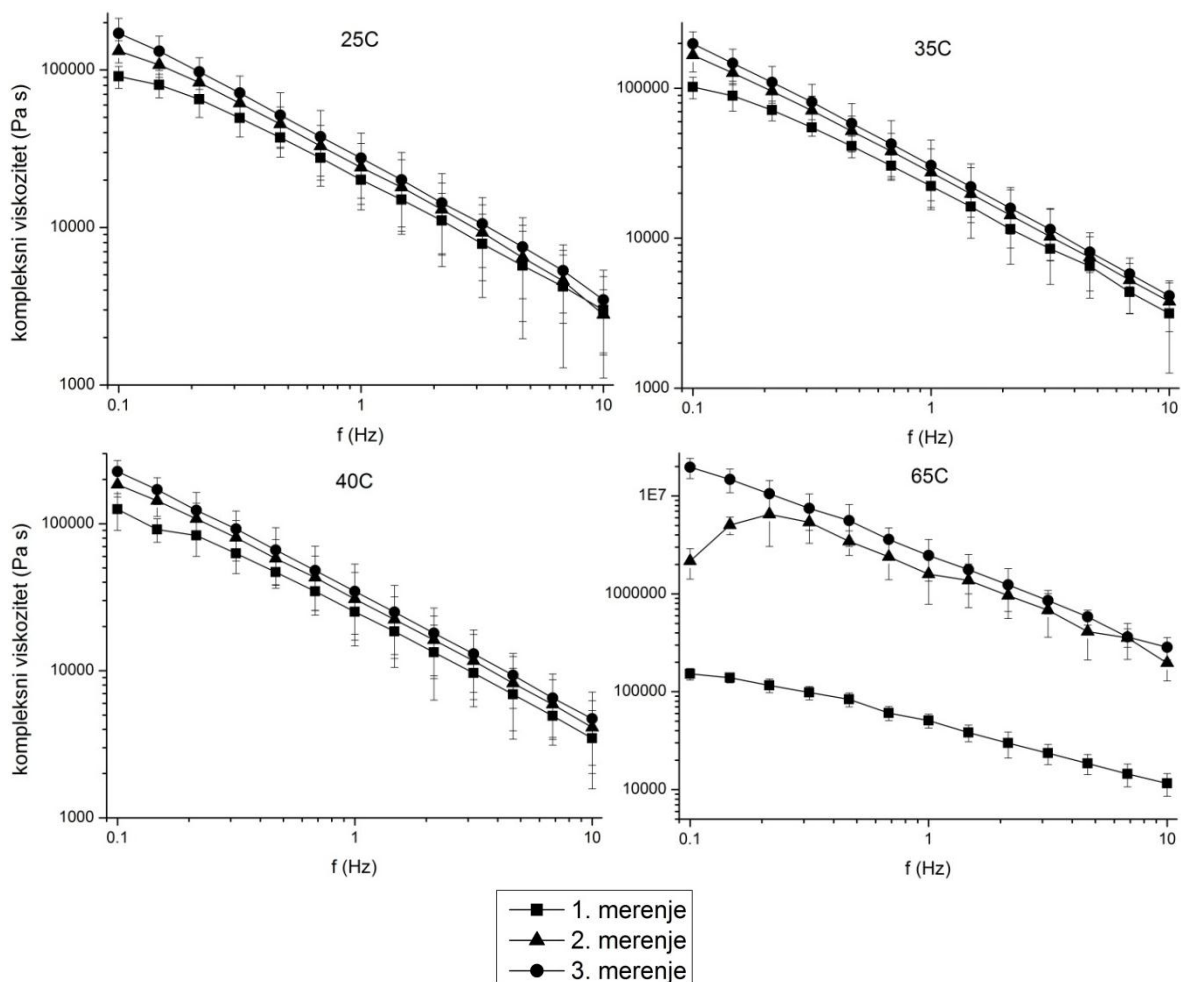 25C
kompleksni viskozitet (Pa s)
100000
10000
1000
0.1
1
10
f (Hz)
35C
100000
10000
1000
0.1
1
10
f (Hz)
40C
kompleksni viskozitet (Pa s)
100000
10000
1000
0.1
1
10
f (Hz)
65C
1E7
1000000
100000
10000
0.1
1
10
f (Hz)
1. merenje
2. merenje
3. merenje